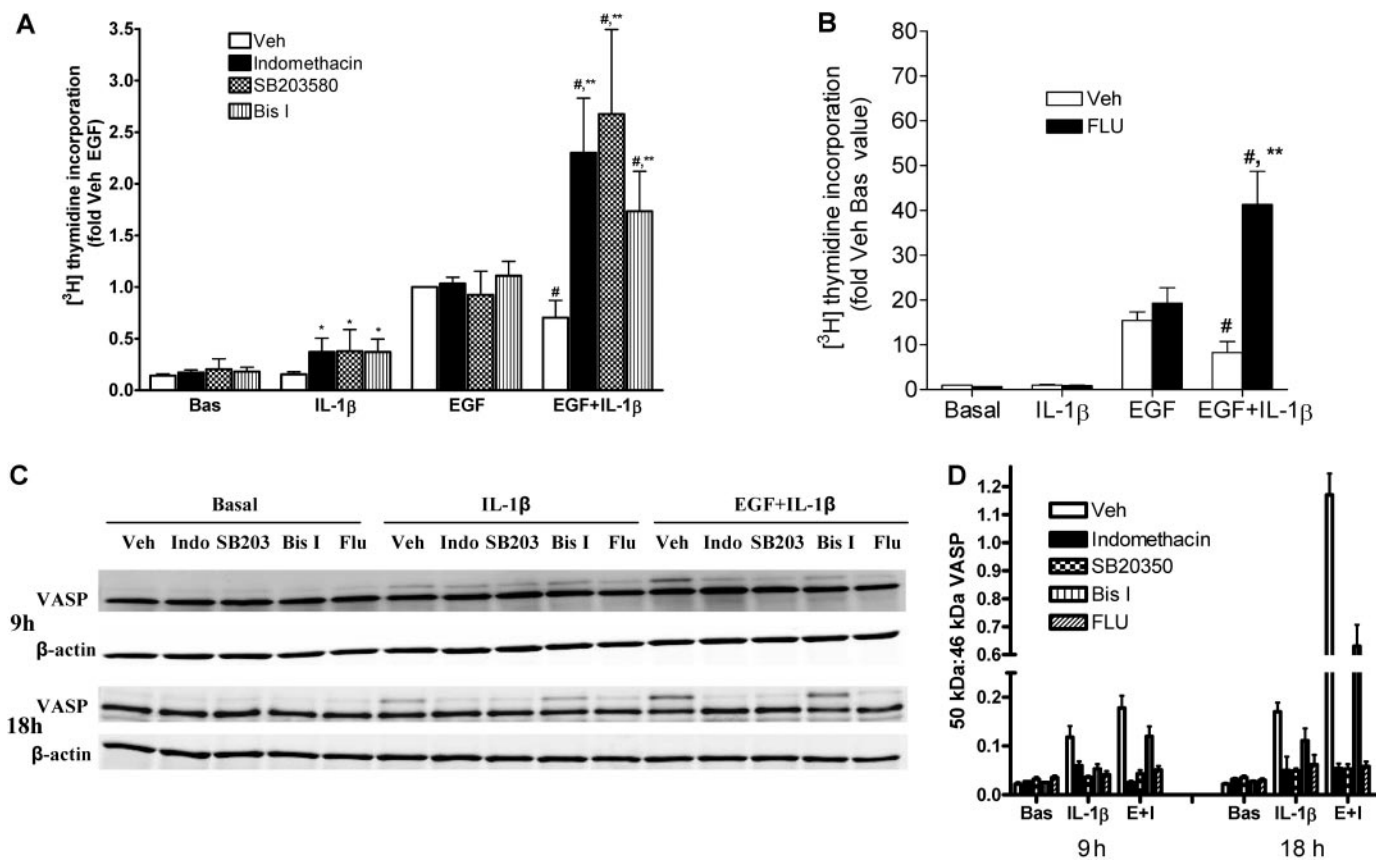 A
[³H] thymidine incorporation
(fold Veh EGF)
3.5
3.0
2.5
2.0
1.5
1.0
0.5
0.0
Veh
Indomethacin
SB203580
Bis I
* * *
#
#,**
#,**
#,**
Bas IL-1β EGF EGF+IL-1β
B
[³H] thymidine incorporation
(fold Veh Bas value)
80
70
60
50
40
30
20
10
0
Veh
FLU
#
#, **
Basal IL-1β EGF EGF+IL-1β
C
Basal IL-1β EGF+IL-1β
Veh Indo SB203 Bis I Flu Veh Indo SB203 Bis I Flu Veh Indo SB203 Bis I Flu
VASP
9h
β-actin
VASP
18h
β-actin
D
50 kDa:46 kDa VASP
1.2
1.1
1.0
0.9
0.8
0.7
0.6
0.2
0.1
0.0
Veh
Indomethacin
SB20350
Bis I
FLU
Bas IL-1β E+I Bas IL-1β E+I
9h 18 h